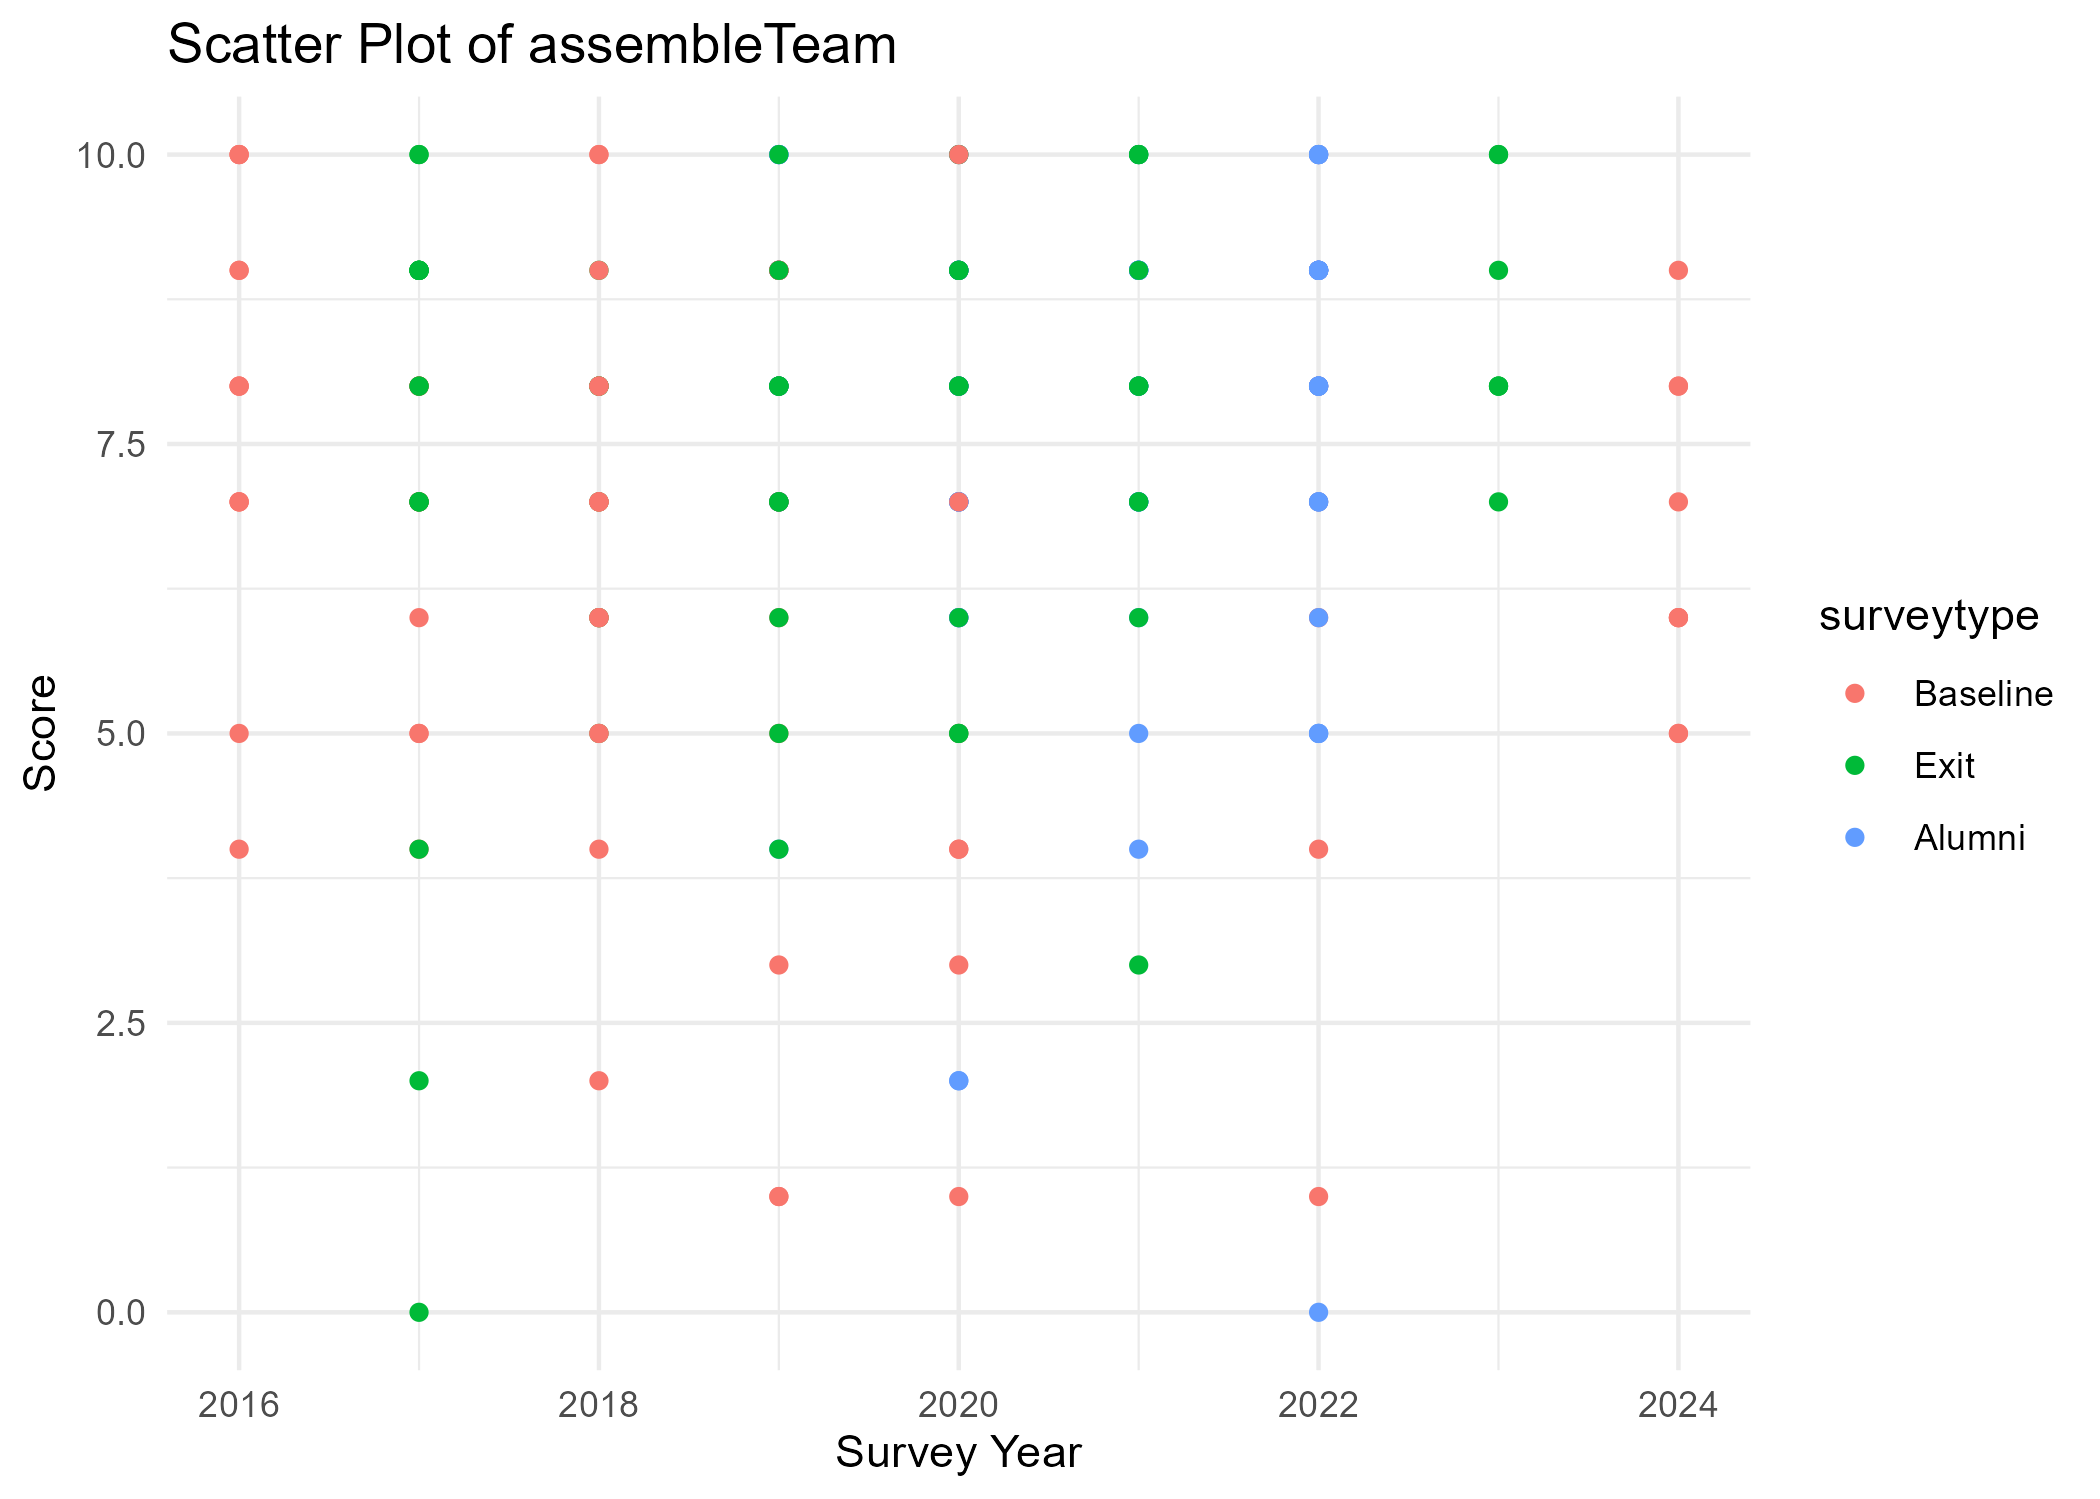 Scatter Plot of assembleTeam
10.0
7.5
5.0
2.5
0.0
Score
2016 2018 2020 2022 2024
Survey Year
surveytype
Baseline
Exit
Alumni